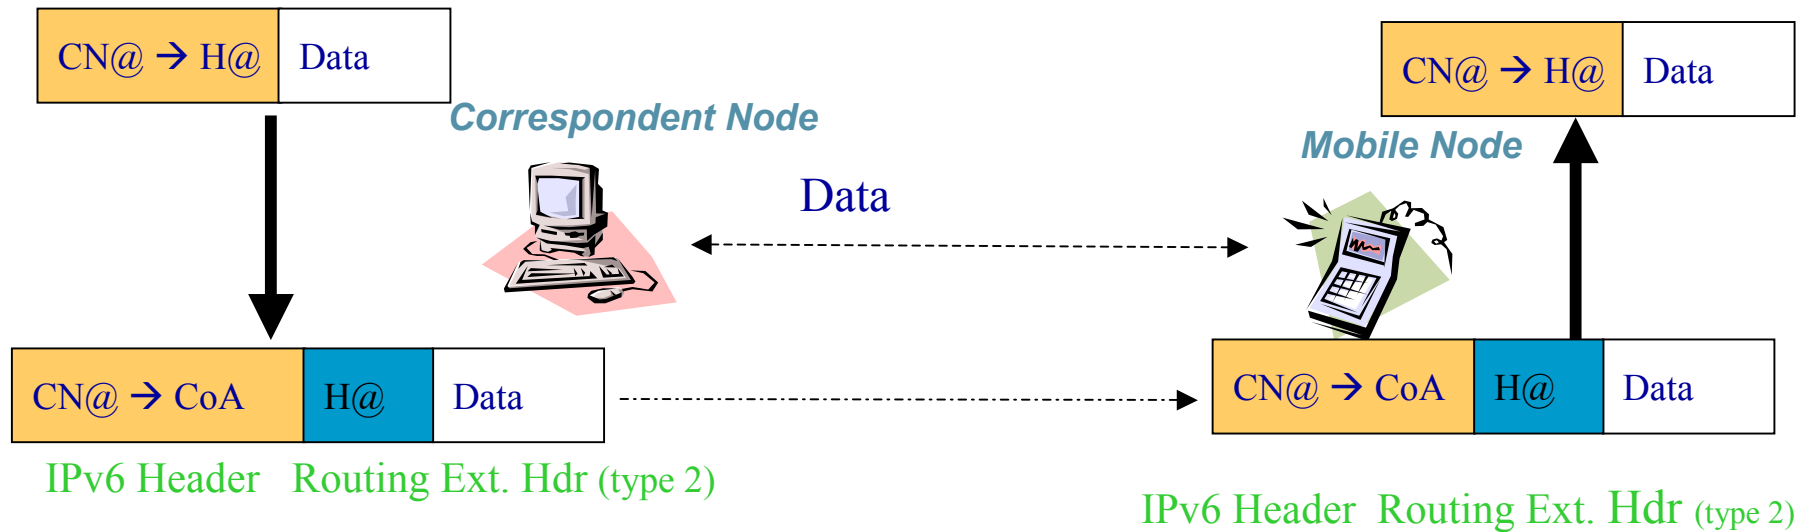 CN@ → H@ Data
CN@ → H@ Data
Correspondent Node
Mobile Node
Data
CN@ → CoA H@ Data
CN@ → CoA H@ Data
IPv6 Header Routing Ext. Hdr (type 2)
IPv6 Header Routing Ext. Hdr (type 2)